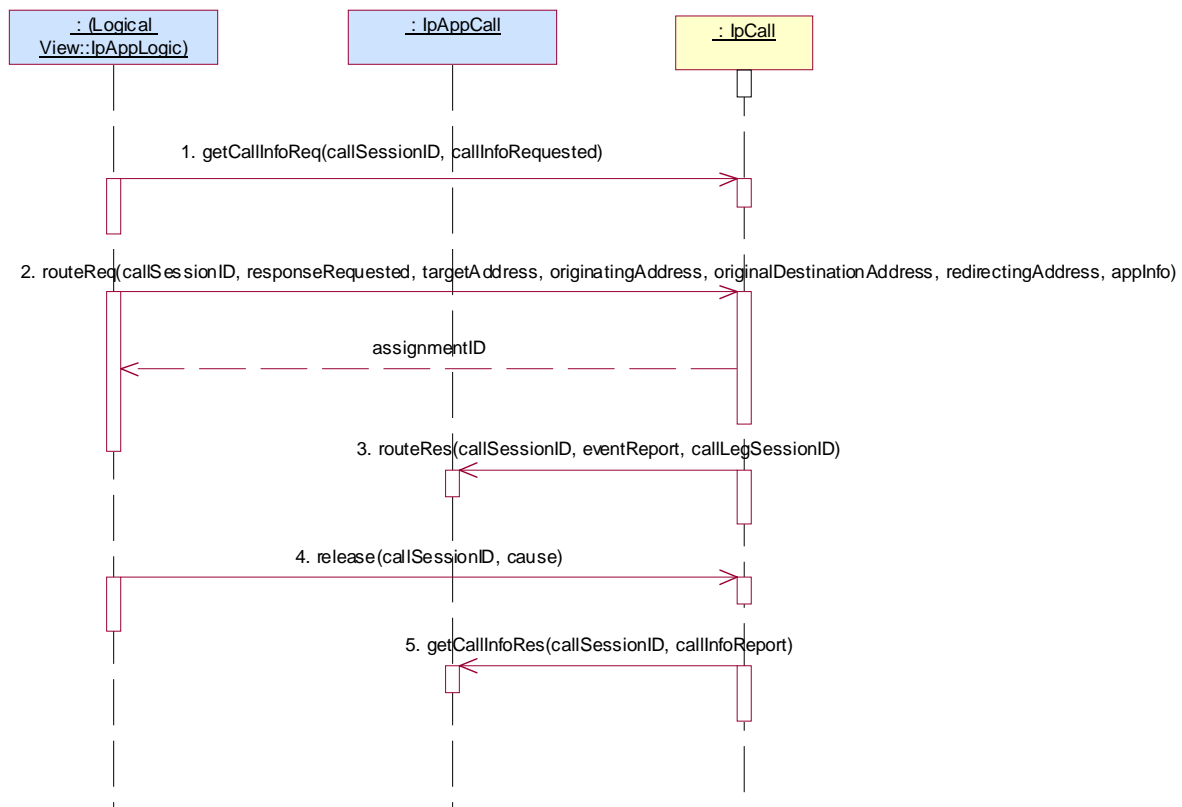 : (Logical
View::IpAppLogic)
: IpAppCall
: IpCall
1. getCallInfoReq(callSessionID, callInfoRequested)
2. routeReq(callSessionID, responseRequested, targetAddress, originatingAddress, originalDestinationAddress, redirectingAddress, appInfo)
assignmentID
3. routeRes(callSessionID, eventReport, callLegSessionID)
4. release(callSessionID, cause)
5. getCallInfoRes(callSessionID, callInfoReport)